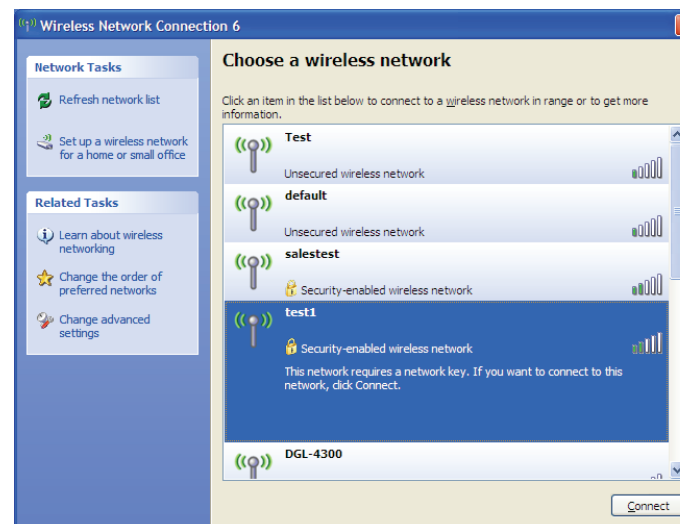 Wireless Network Connection 6
Network Tasks
Refresh network list
Set up a wireless network
for a home or small office
Related Tasks
Learn about wireless
networking
Change the order of
preferred networks
Change advanced
settings
Choose a wireless network
Click an item in the list below to connect to a wireless network in range or to get more
information.
Test
Unsecured wireless network
default
Unsecured wireless network
salestest
Security-enabled wireless network
test1
Security-enabled wireless network
This network requires a network key. If you want to connect to this
network, click Connect.
DGL-4300
Connect